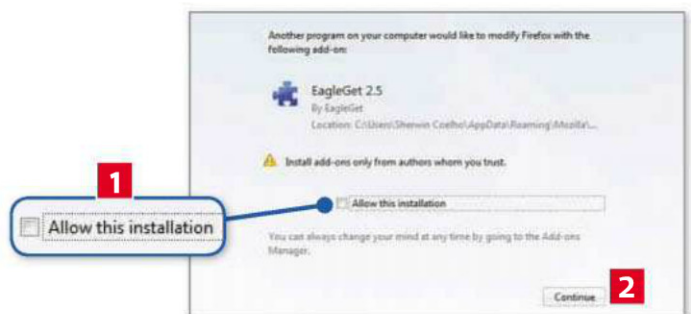 Another program on your computer would like to modify Firefox with the
following add-on:
EagleGet 2.5
By EagleGet
Location: C:\Users\Sherwin Coelho\AppData\Roaming\Mozilla\...
Install add-ons only from authors whom you trust.
1
Allow this installation
Allow this installation
You can always change your mind at any time by going to the Add-ons
Manager.
Continue
2